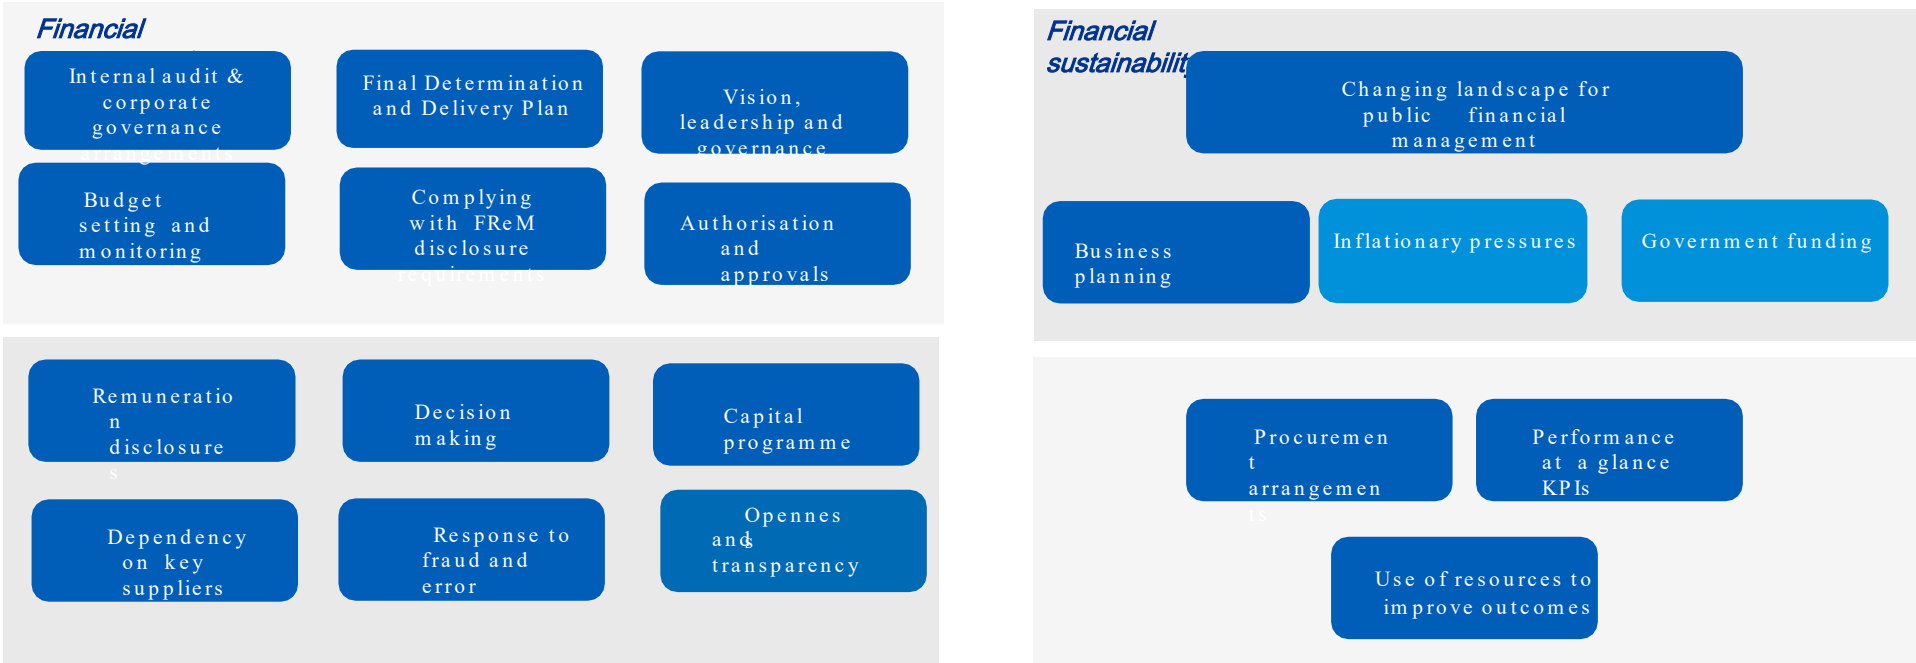 Financial
Internal audit &
corporate
governance
arrangements
Final Determination
and Delivery Plan
Vision,
leadership and
governance
Budget
setting and
monitoring
Complying
with FReM
disclosure
requirements
Authorisation
and
approvals
Remuneratio
n
disclosure
s
Decision
making
Capital
programme
Dependency
on key
suppliers
Response to
fraud and
error
Opennes
s
and
transparency
Financial
sustainability
Changing landscape for
public financial
management
Business
planning
Inflationary pressures
Government funding
Procuremen
t
arrangemen
ts
Performance
at a glance
KPIs
Use of resources to
improve outcomes